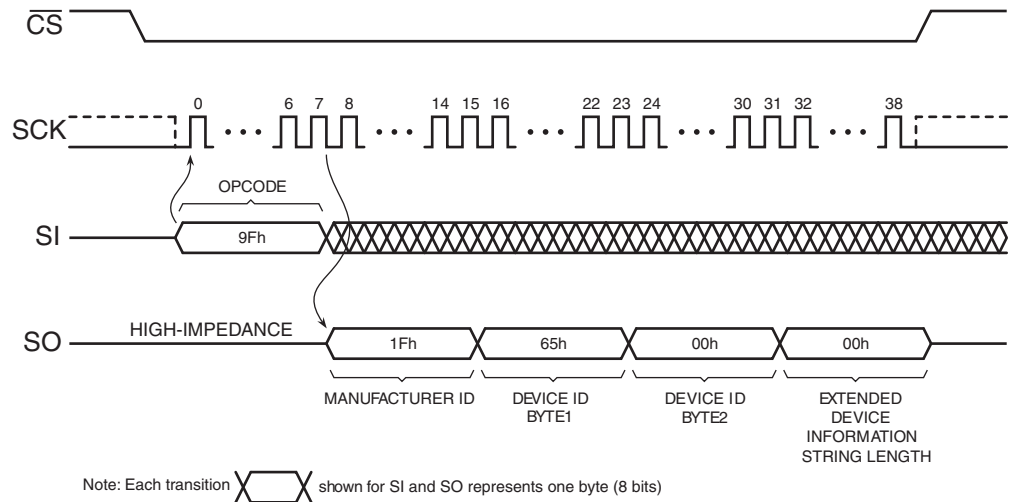 CS
SCK
0 6 7 8 14 15 16 22 23 24 30 31 32 38
OPCODE
SI
9Fh
SO
HIGH-IMPEDANCE
1Fh 65h 00h 00h
MANUFACTURER ID
DEVICE ID
BYTE1
DEVICE ID
BYTE2
EXTENDED
DEVICE
INFORMATION
STRING LENGTH
Note: Each transition shown for SI and SO represents one byte (8 bits)